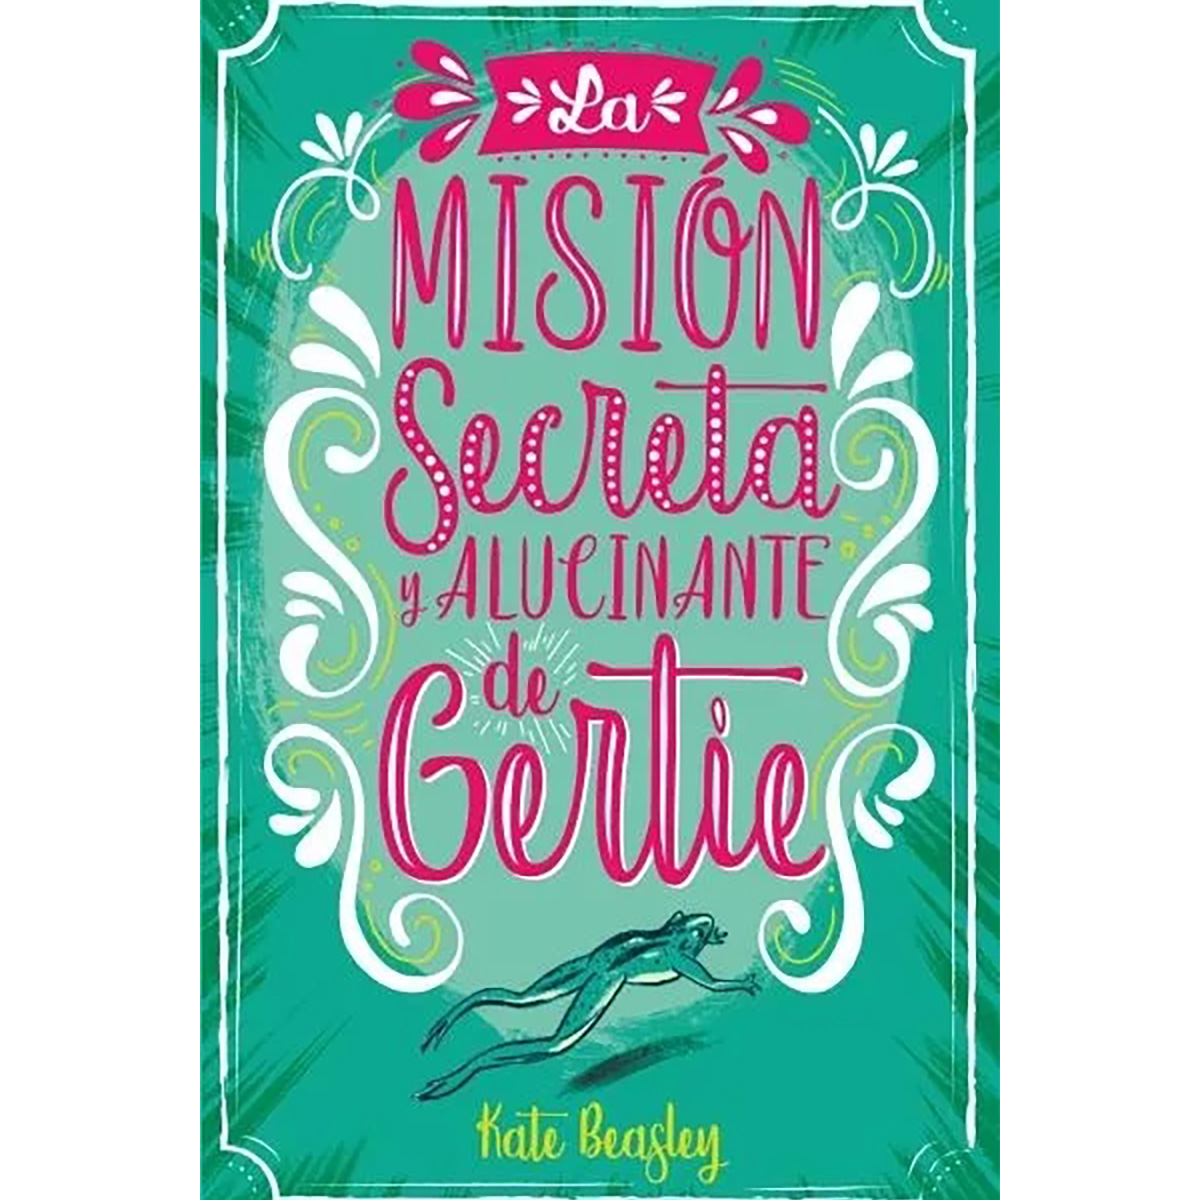 La
MISIÓN
Secreta
y ALUCINANTE
de
Gertie
Kate Beasley